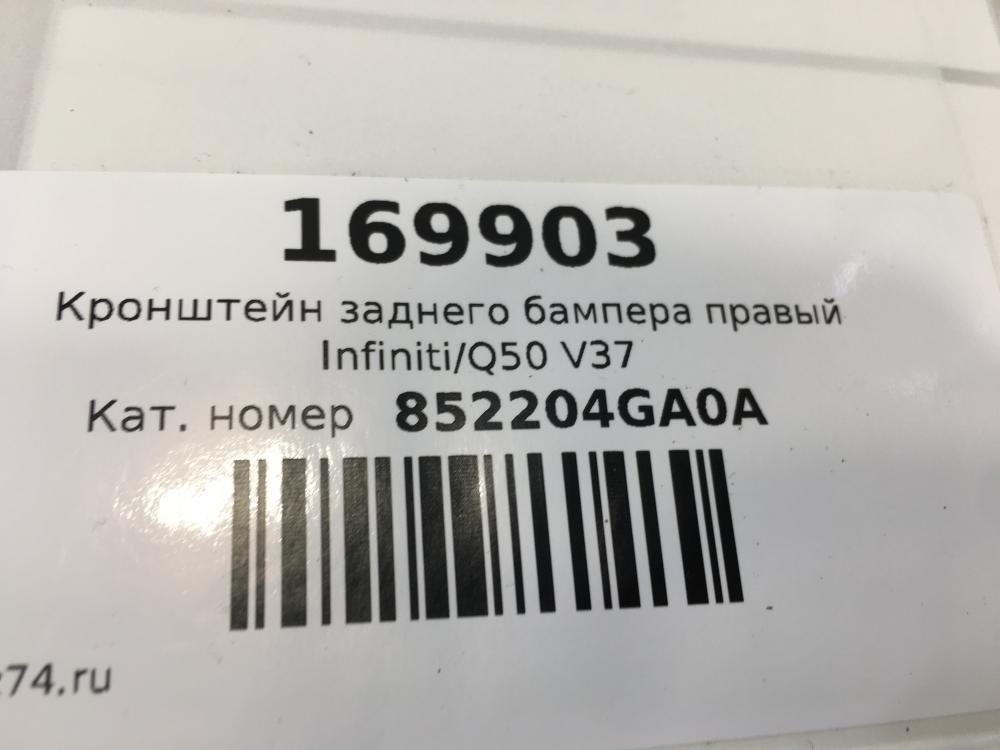 169903
Кронштейн заднего бампера правый
Infiniti/Q50 V37
Кат. номер 852204GA0A
74.ru